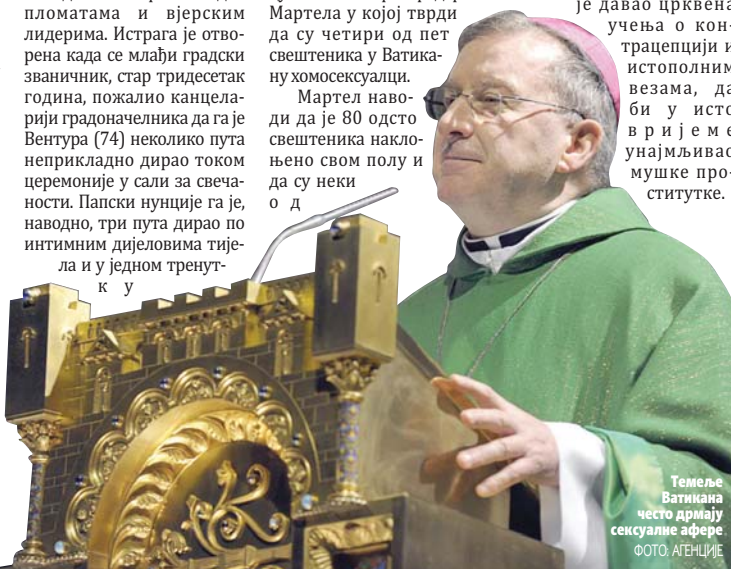 пломатама и вјерским
лидерима. Истрага је отво-
рена када се млађи градски
званичник, стар тридесетак
година, пожалио канцела-
рији градоначелника да га је
Вентура (74) неколико пута
неприкладно дирао током
церемоније у сали за свеча-
ности. Папски нунције га је,
наводно, три пута дирао по
интимним дијеловима тије-
ла и у једном тренут-
к у
Мартела у којој тврди
да су четири од пет
свештеника у Ватика-
ну хомосексуалци.
Мартел наво-
ди да је 80 одсто
свештеника накло-
њено свом полу и
да су неки
о д
је давао црквена
учења о кон-
трацепцији и
истополним
везама, да
би у исто
вријеме
унајмљивао
мушке про-
ститутке.
Темеље
Ватикана
често дрмају
сексуалне афере
ФОТО: АГЕНЦИЈЕ